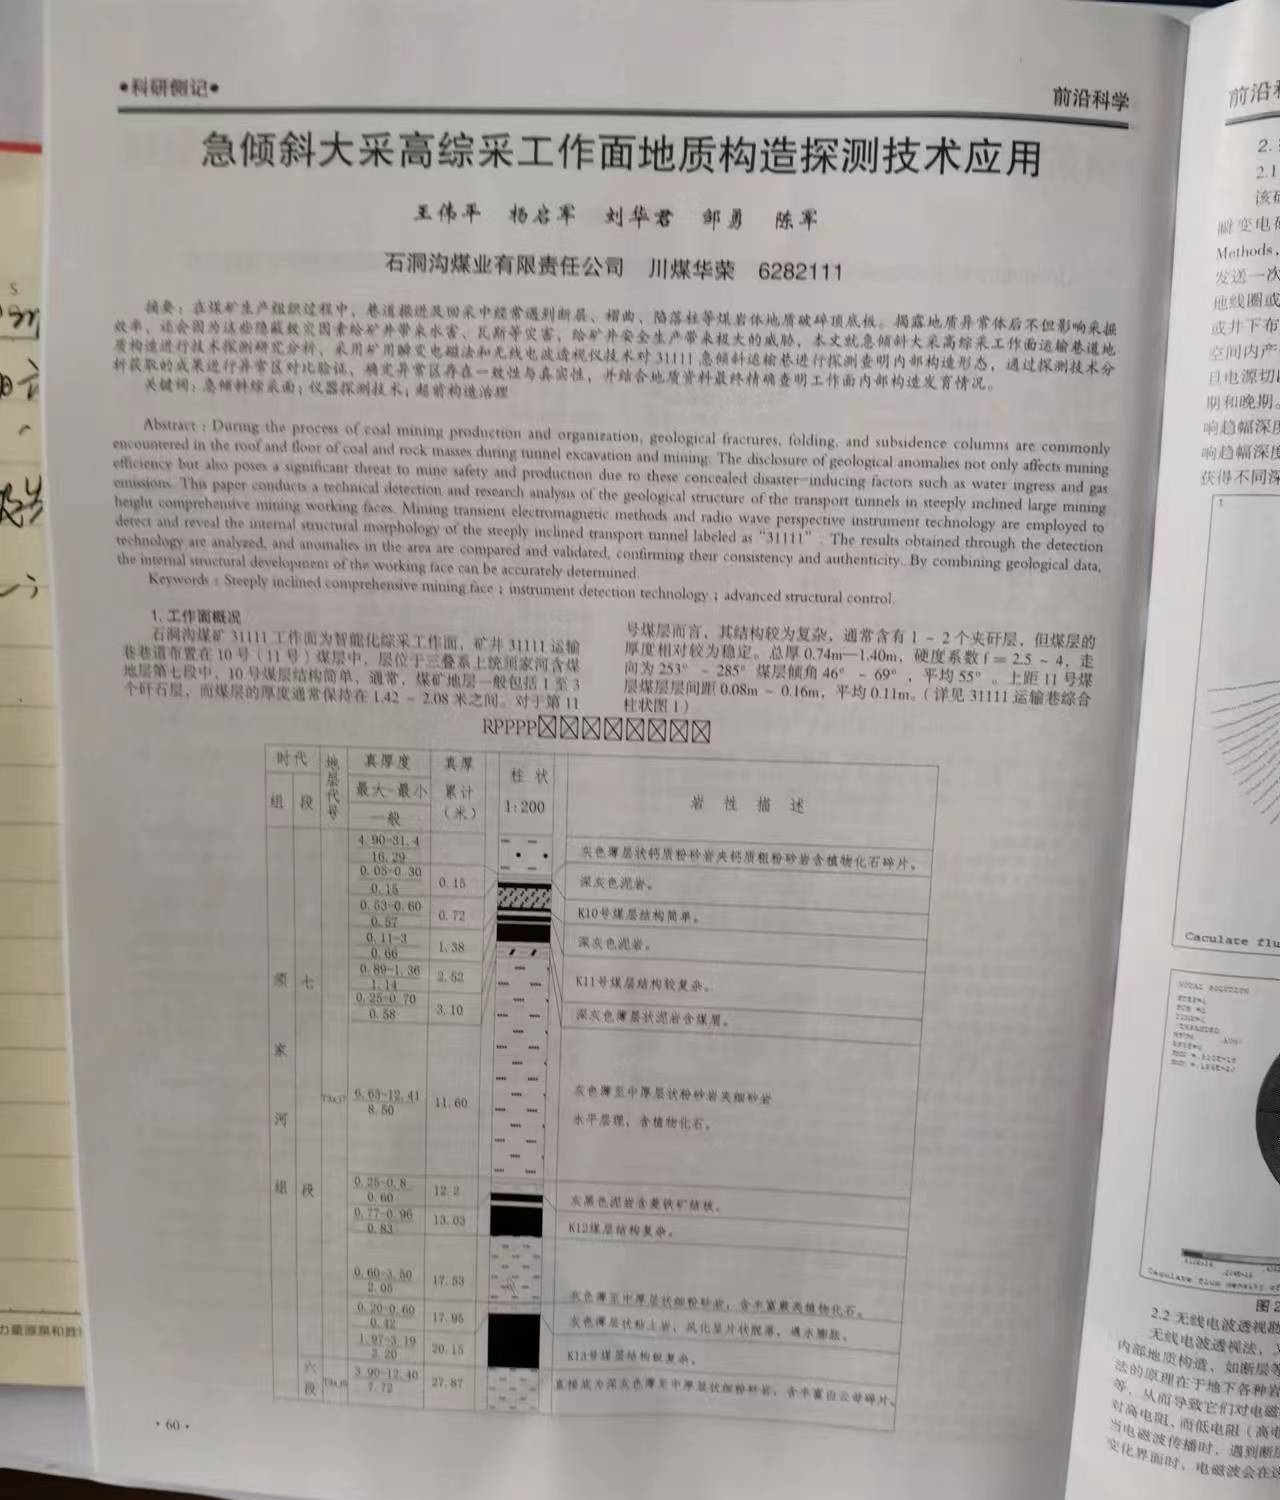 •科研侧记•
前沿科学
急倾斜大采高综采工作面地质构造探测技术应用
王伟平 杨启军 刘华君 邹勇 陈军
石洞沟煤业有限责任公司 川煤华荣 6282111
摘要：在煤矿生产组织过程中，巷道掘进及回采中经常遇到断层、褶曲、陷落柱等煤岩体地质破碎顶底板。揭露地质异常体后不但影响采掘
效率，还会因为这些隐蔽致灾因素给矿井带来水害、瓦斯等灾害，给矿井安全生产带来极大的威胁，本文就急倾斜大采高综采工作面运输巷道地
质构造进行技术探测研究分析，采用矿用瞬变电磁法和无线电波透视仪技术对31111急倾斜运输巷进行探测查明内部构造形态，通过探测技术分
析获取的成果进行异常区对比验证，确定异常区存在一致性与真实性，并结合地质资料最终精确查明工作面内部构造发育情况。
关键词：急倾斜综采面；仪器探测技术；超前构造治理
Abstract：During the process of coal mining production and organization, geological fractures, folding, and subsidence columns are commonly
encountered in the roof and floor of coal and rock masses during tunnel excavation and mining. The disclosure of geological anomalies not only affects mining
efficiency but also poses a significant threat to mine safety and production due to these concealed disaster-inducing factors such as water ingress and gas
emissions. This paper conducts a technical detection and research analysis of the geological structure of the transport tunnels in steeply inclined large mining
height comprehensive mining working faces. Mining transient electromagnetic methods and radio wave perspective instrument technology are employed to
detect and reveal the internal structural morphology of the steeply inclined transport tunnel labeled as “31111”. The results obtained through the detection
technology are analyzed, and anomalies in the area are compared and validated, confirming their consistency and authenticity. By combining geological data,
the internal structural development of the working face can be accurately determined.
Keywords：Steeply inclined comprehensive mining face；instrument detection technology；advanced structural control.
1. 工作面概况
石洞沟煤矿31111工作面为智能化综采工作面，矿井31111运输
巷巷道布置在10号（11号）煤层中，层位于三叠系上统须家河含煤
地层第七段中，10号煤层结构简单，通常，煤矿地层一般包括1至3
个矸石层，而煤层的厚度通常保持在1.42～2.08米之间。对于第11
号煤层而言，其结构较为复杂，通常含有1～2个夹矸层，但煤层的
厚度相对较为稳定。总厚0.74m—1.40m，硬度系数f=2.5～4，走
向为253°～285°煤层倾角46°～69°，平均55°。上距11号煤
层煤层层间距0.08m～0.16m，平均0.11m。（详见31111运输巷综合
柱状图1）
RPPPP
时代 地层代号 真厚度 真厚 柱状
组 段 最大—最小 累计 1:200 岩性描述
一般 （米）
须家河组 七段 六段
4.90-31.4
16.29 灰色薄层状钙质粉砂岩夹钙质粗粉砂岩含植物化石碎片。
0.05-0.30
0.15 0.15 深灰色泥岩。
0.53-0.60
0.57 0.72 K10号煤层结构简单。
0.11-3
0.66 1.38 深灰色泥岩。
0.89-1.36
1.14 2.52 K11号煤层结构较复杂。
0.25-0.70
0.58 3.10 深灰色薄层状泥岩含煤屑。
6.63-12.41
8.50 11.60 灰色薄至中厚层状粉砂岩夹细砂岩
水平层理，含植物化石。
0.25-0.8
0.60 12.2 灰黑色泥岩含菱铁矿结核。
0.77-0.96
0.83 13.03 K12煤层结构复杂。
0.60-3.50
2.05 17.53 灰色薄至中厚层状细粉砂岩，含丰富蕨类植物化石。
0.20-0.60
0.42 17.95 灰色薄层状粘土岩，风化呈片状脱落，遇水膨胀。
1.97-3.19
2.20 20.15 K13号煤层结构较复杂。
3.90-12.40
7.72 27.87 直接底为深灰色薄至中厚层状细粉砂岩，含丰富白云母碎片。
·60·
前沿科
2.
2.1
瞬变电磁
Methods,
发送一次
地线圈或
或井下布
空间内产
且电源切
期和晚期。
响趋幅深度
响趋幅深度
获得不同深
1
Caculate flu
NODAL SOLUTION
图2
2.2 无线电波透视
无线电波透视法，
内部地质构造，如断层等
法的原理在于地下各种岩
等，从而导致它们对电磁
对高电阻，而低电阻（高电
当电磁波传播时，遇到断层
变化界面时，电磁波会在